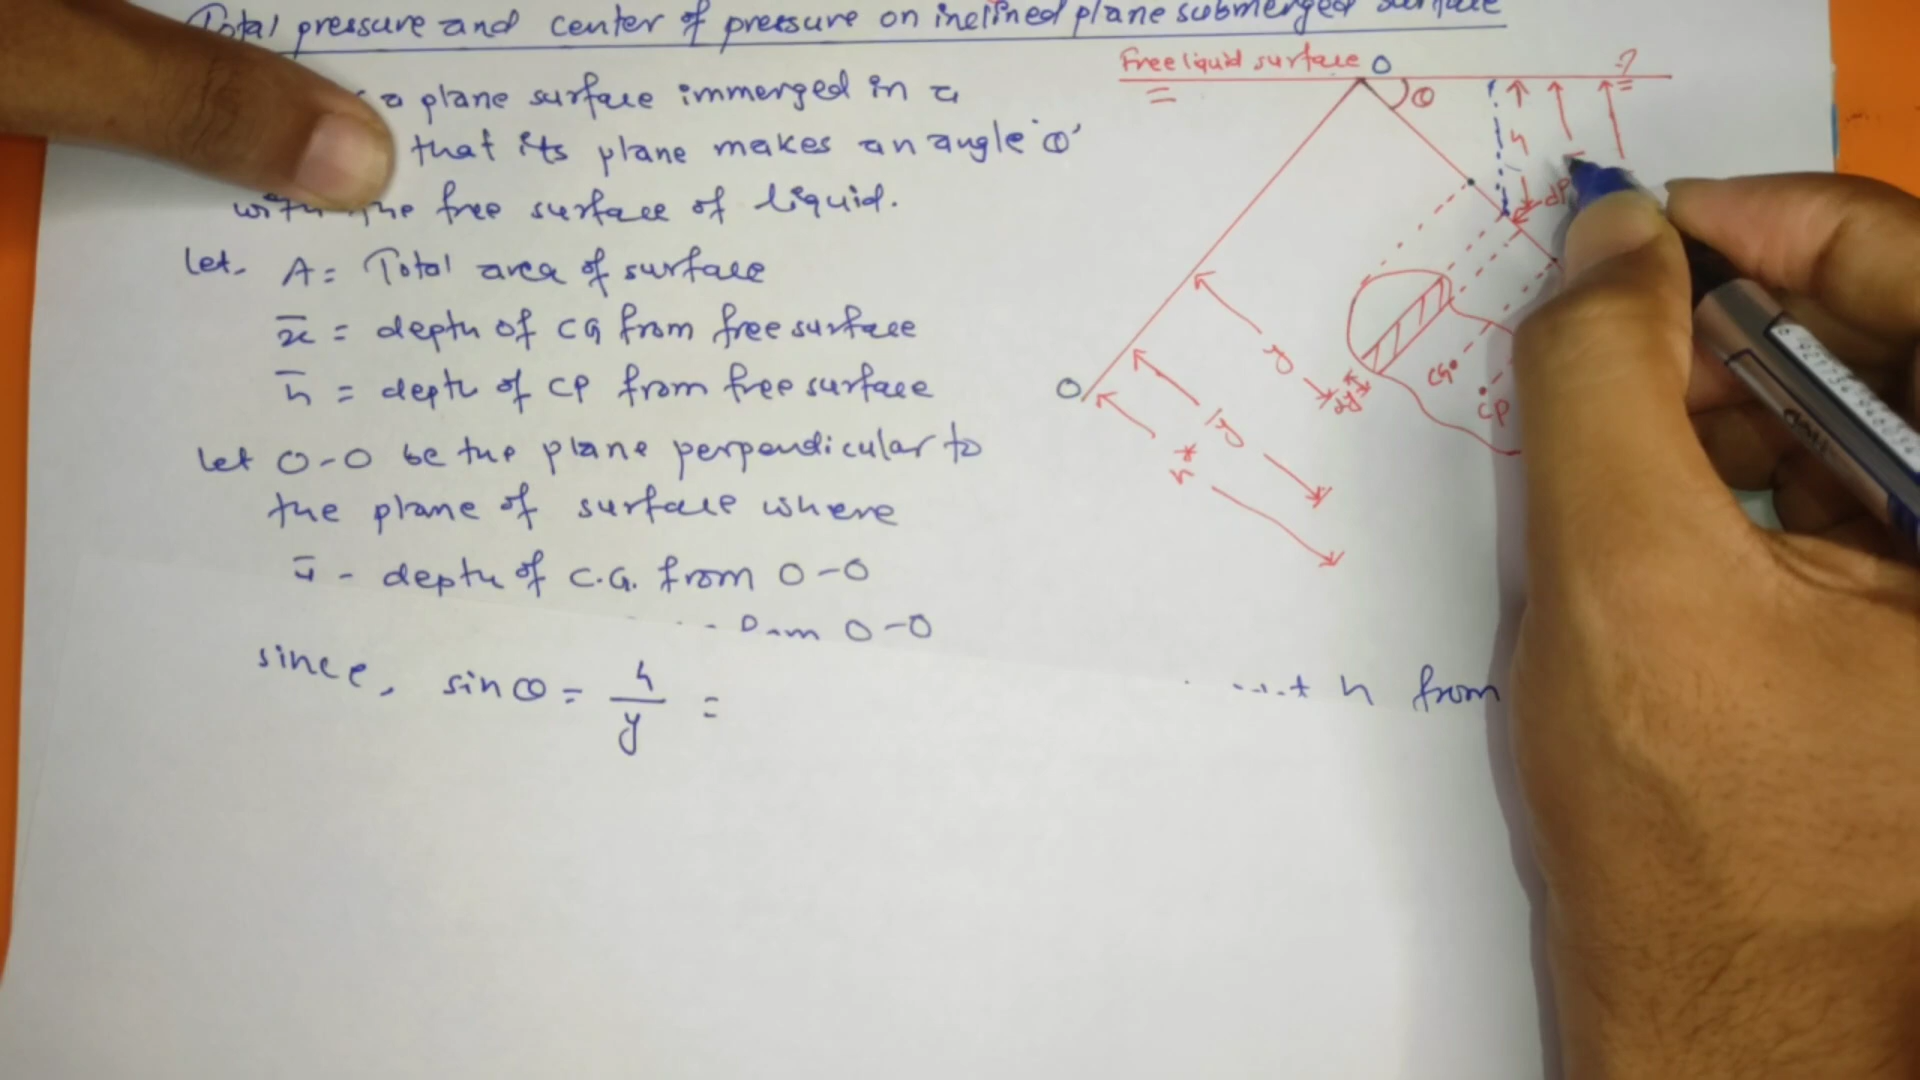 Total pressure and center of pressure on inclined plane submerged surface
a plane surface immerged in a
that its plane makes an angle 'θ'
with the free surface of liquid.
Let- A = Total area of surface
x̄ = depth of CG from free surface
h̄ = depth of CP from free surface
Let O-O be the plane perpendicular to
the plane of surface where
ȳ - depth of C.G. from O-O
O-O
since, sinθ = h/y =
h from
Free liquid surface O
θ
h
dP
y
dy
CG
CP
O
ȳ
h*